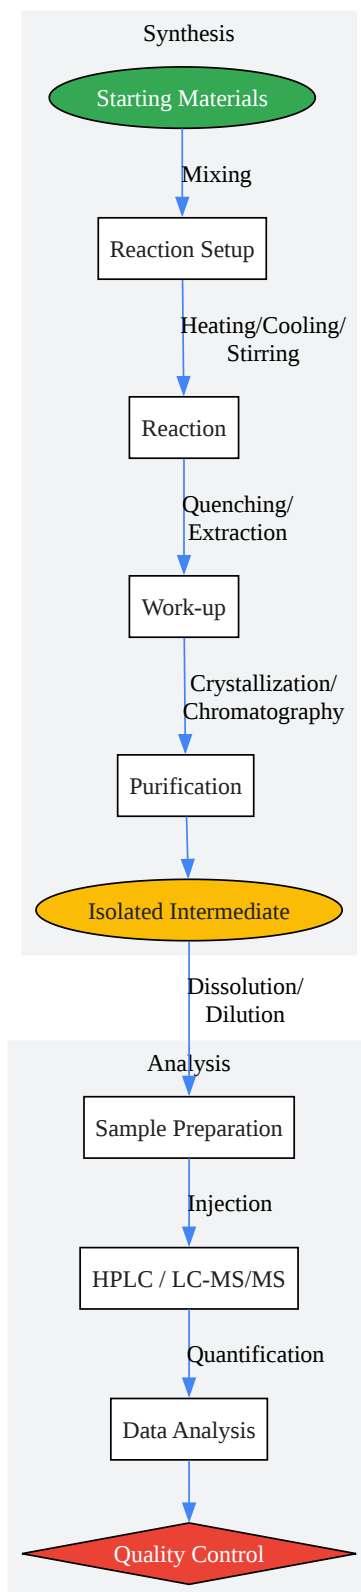 Synthesis
Starting Materials
Mixing
Reaction Setup
Heating/Cooling/
Stirring
Reaction
Quenching/
Extraction
Work-up
Crystallization/
Chromatography
Purification
Isolated Intermediate
Dissolution/
Dilution
Analysis
Sample Preparation
Injection
HPLC / LC-MS/MS
Quantification
Data Analysis
Quality Control